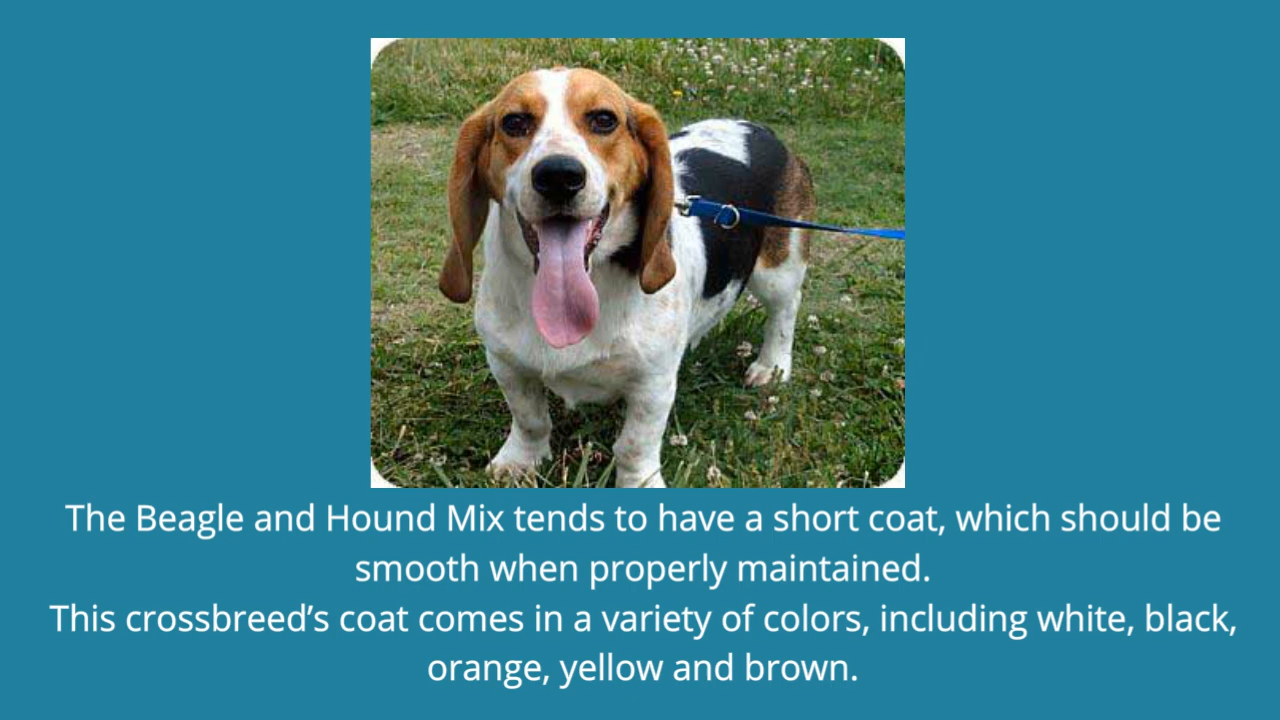 The Beagle and Hound Mix tends to have a short coat, which should be
smooth when properly maintained.
This crossbreed’s coat comes in a variety of colors, including white, black,
orange, yellow and brown.